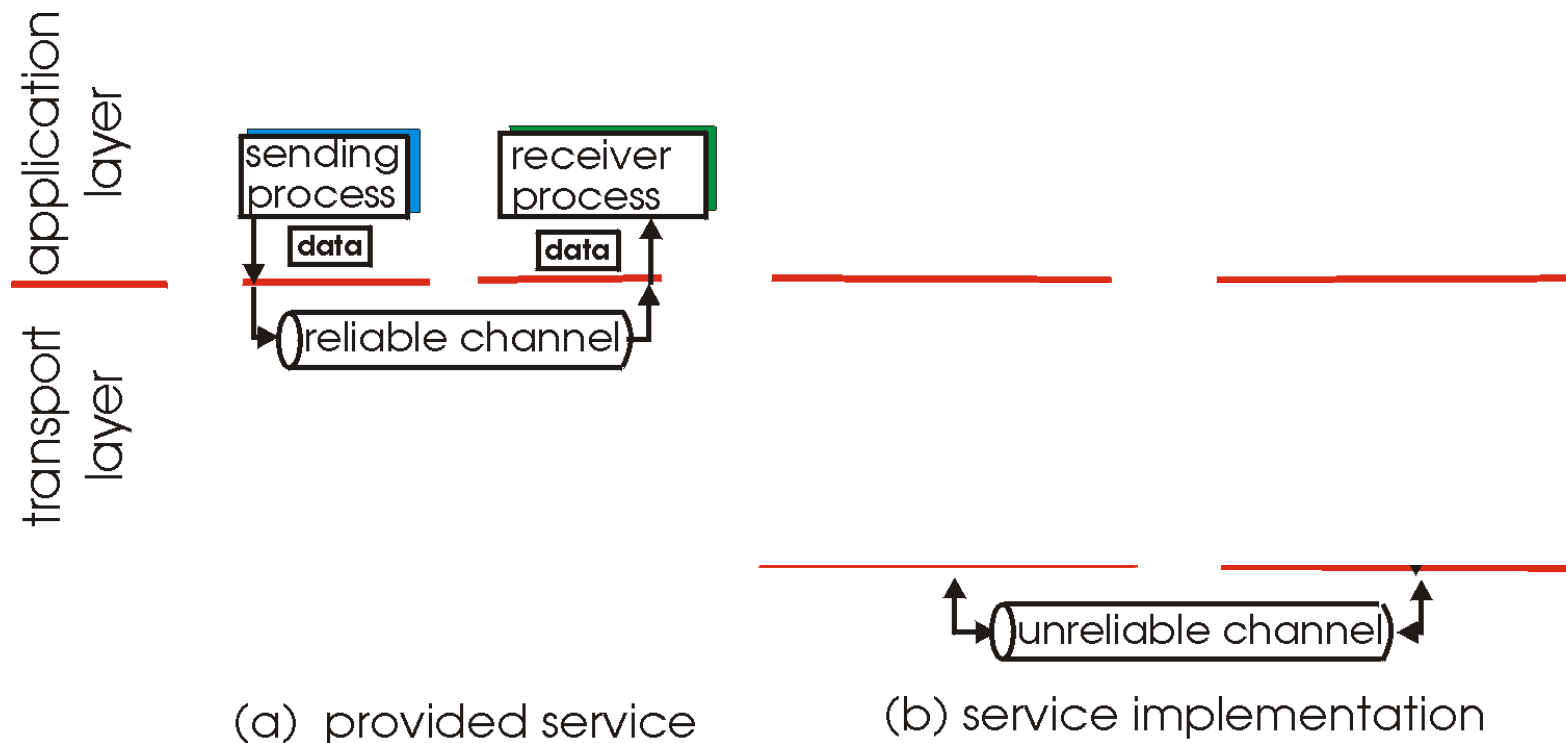 application
layer
transport
layer
sending
process
data
receiver
process
data
reliable channel
unreliable channel
(a) provided service
(b) service implementation